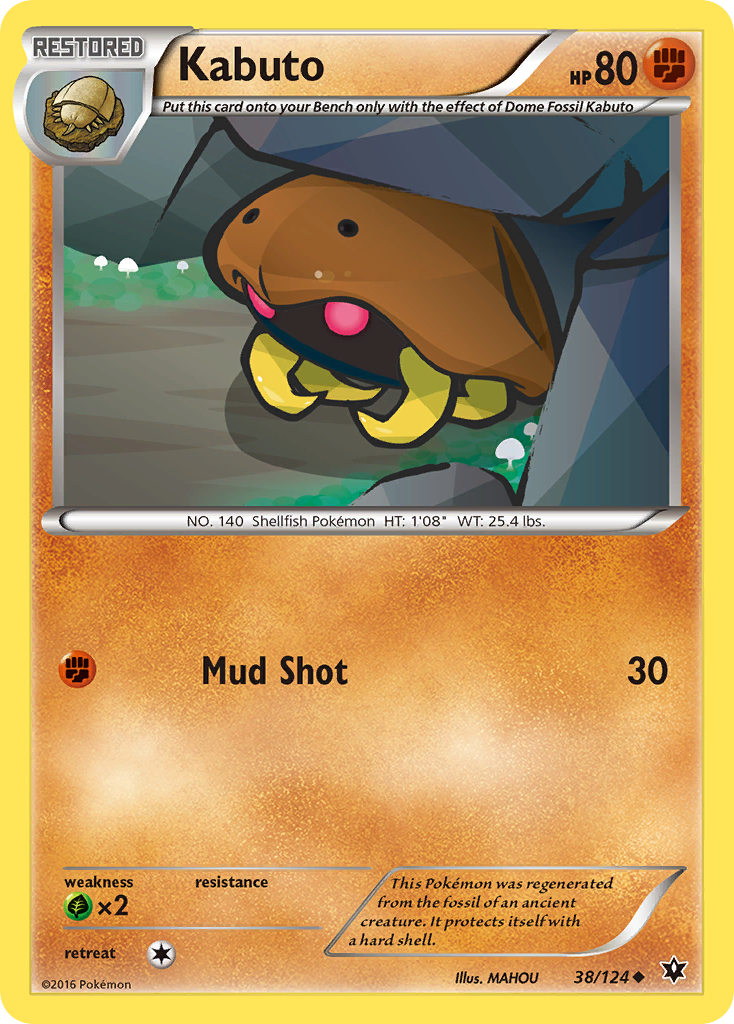 RESTORED
Kabuto
HP 80
Put this card onto your Bench only with the effect of Dome Fossil Kabuto
NO. 140 Shellfish Pokémon HT: 1'08" WT: 25.4 lbs.
Mud Shot 30
weakness resistance
×2
retreat
This Pokémon was regenerated
from the fossil of an ancient
creature. It protects itself with
a hard shell.
©2016 Pokémon
Illus. MAHOU
38/124